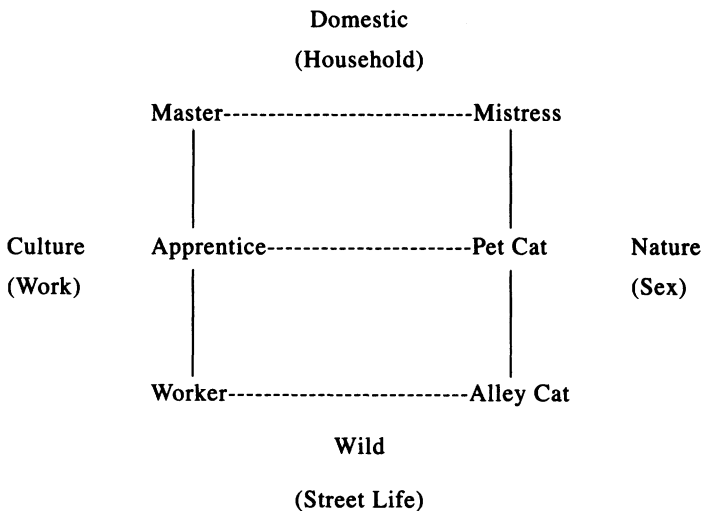 Domestic
(Household)
Master---------------------------Mistress
Culture Apprentice----------------------Pet Cat Nature
(Work) (Sex)
Worker--------------------------Alley Cat
Wild
(Street Life)